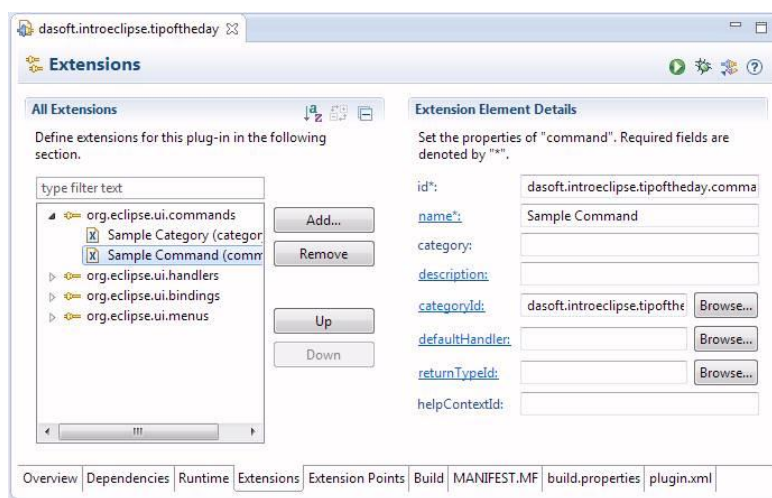 dasoft.introeclipse.tipoftheday
Extensions
All Extensions
Define extensions for this plug-in in the following
section.
type filter text
org.eclipse.ui.commands
Sample Category (categor
Sample Command (comm
org.eclipse.ui.handlers
org.eclipse.ui.bindings
org.eclipse.ui.menus
Add...
Remove
Up
Down
Extension Element Details
Set the properties of "command". Required fields are
denoted by "*".
id*: dasoft.introeclipse.tipoftheday.comma
name*: Sample Command
category:
description:
categoryId: dasoft.introeclipse.tipofthe Browse...
defaultHandler: Browse...
returnTypeId: Browse...
helpContextId:
Overview Dependencies Runtime Extensions Extension Points Build MANIFEST.MF build.properties plugin.xml